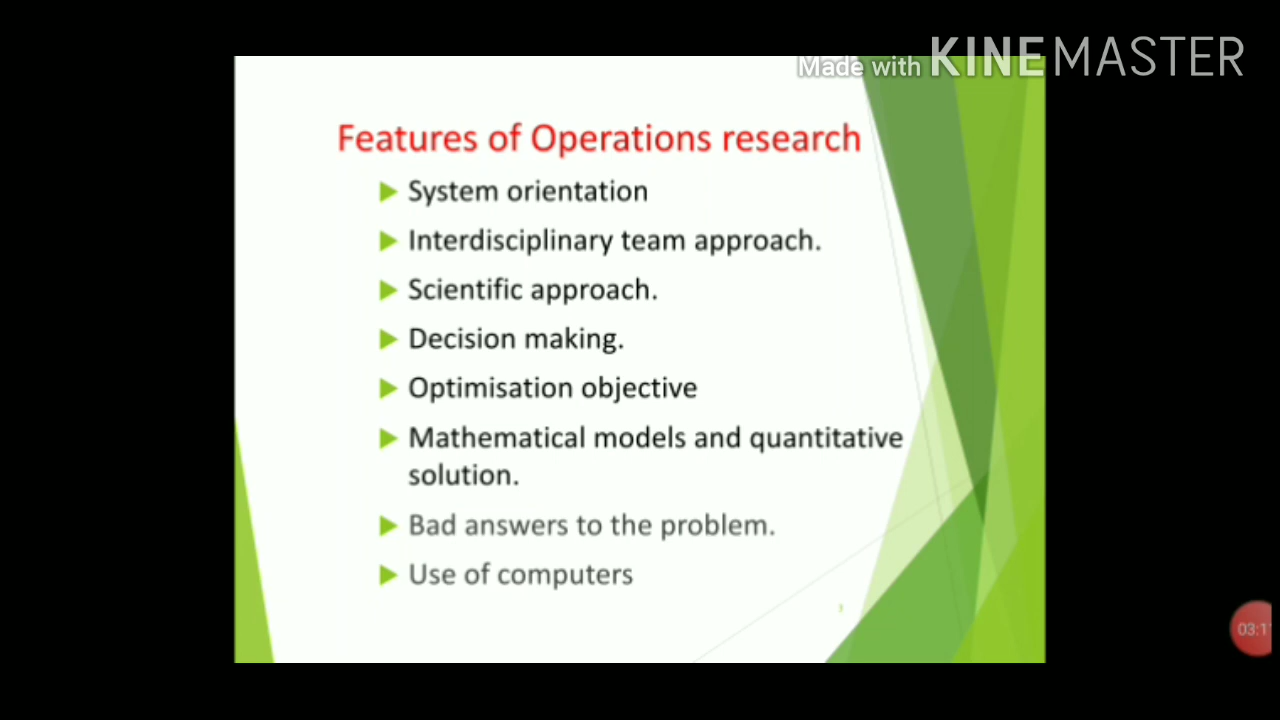 Made with KINEMASTER
Features of Operations research
System orientation
Interdisciplinary team approach.
Scientific approach.
Decision making.
Optimisation objective
Mathematical models and quantitative
solution.
Bad answers to the problem.
Use of computers